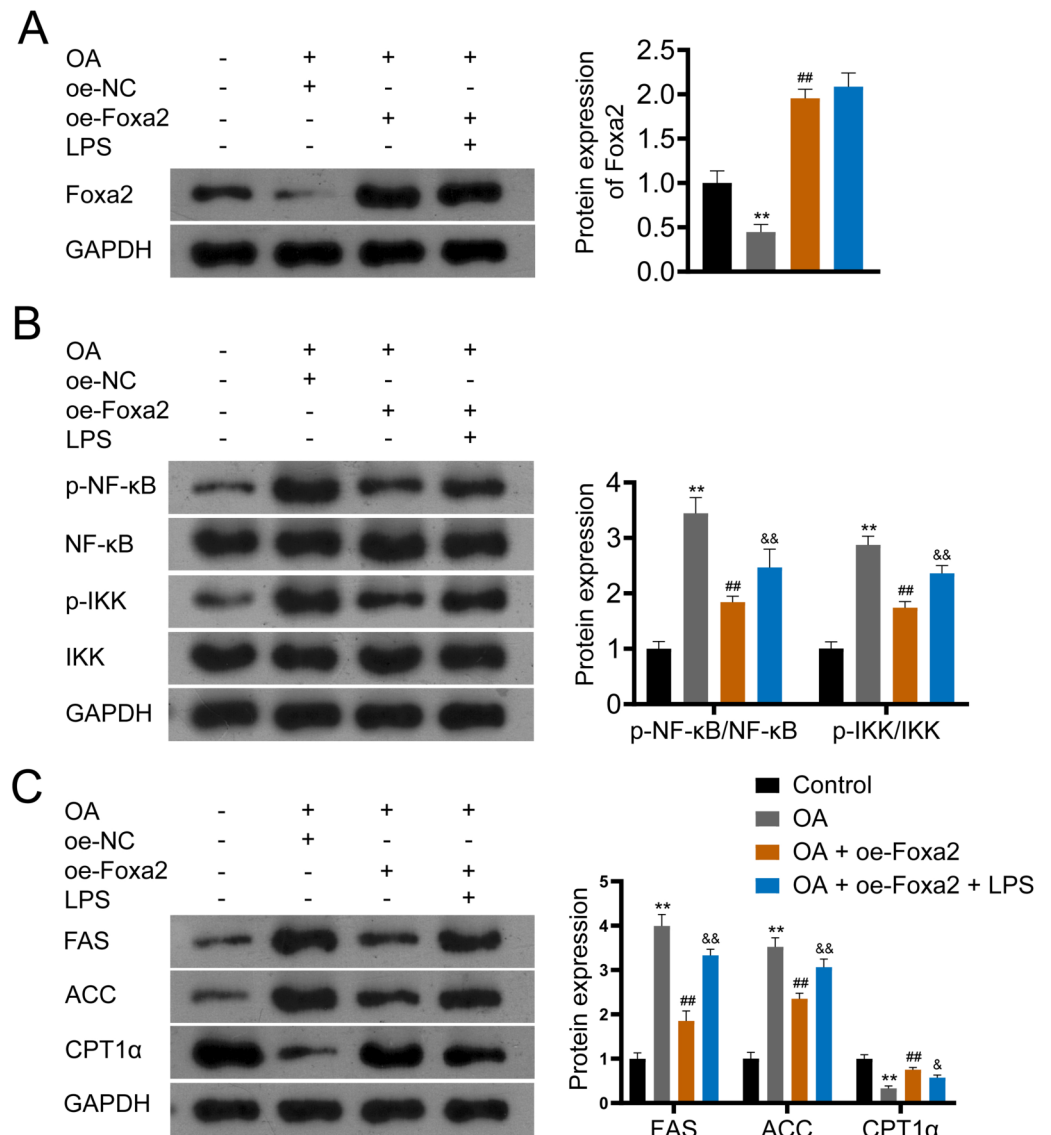 A
OA - + + +
oe-NC - + - -
oe-Foxa2 - - + +
LPS - - - +
Foxa2
GAPDH
Protein expression
of Foxa2
2.5
2.0
1.5
1.0
0.5
0.0
**
##
B
OA - + + +
oe-NC - + - -
oe-Foxa2 - - + +
LPS - - - +
p-NF-κB
NF-κB
p-IKK
IKK
GAPDH
Protein expression
4
3
2
1
0
** ## && ** ## &&
p-NF-κB/NF-κB p-IKK/IKK
C
OA - + + +
oe-NC - + - -
oe-Foxa2 - - + +
LPS - - - +
FAS
ACC
CPT1α
GAPDH
Control
OA
OA + oe-Foxa2
OA + oe-Foxa2 + LPS
Protein expression
5
4
3
2
1
0
** ## && ** ## && ** ## &
FAS ACC CPT1α